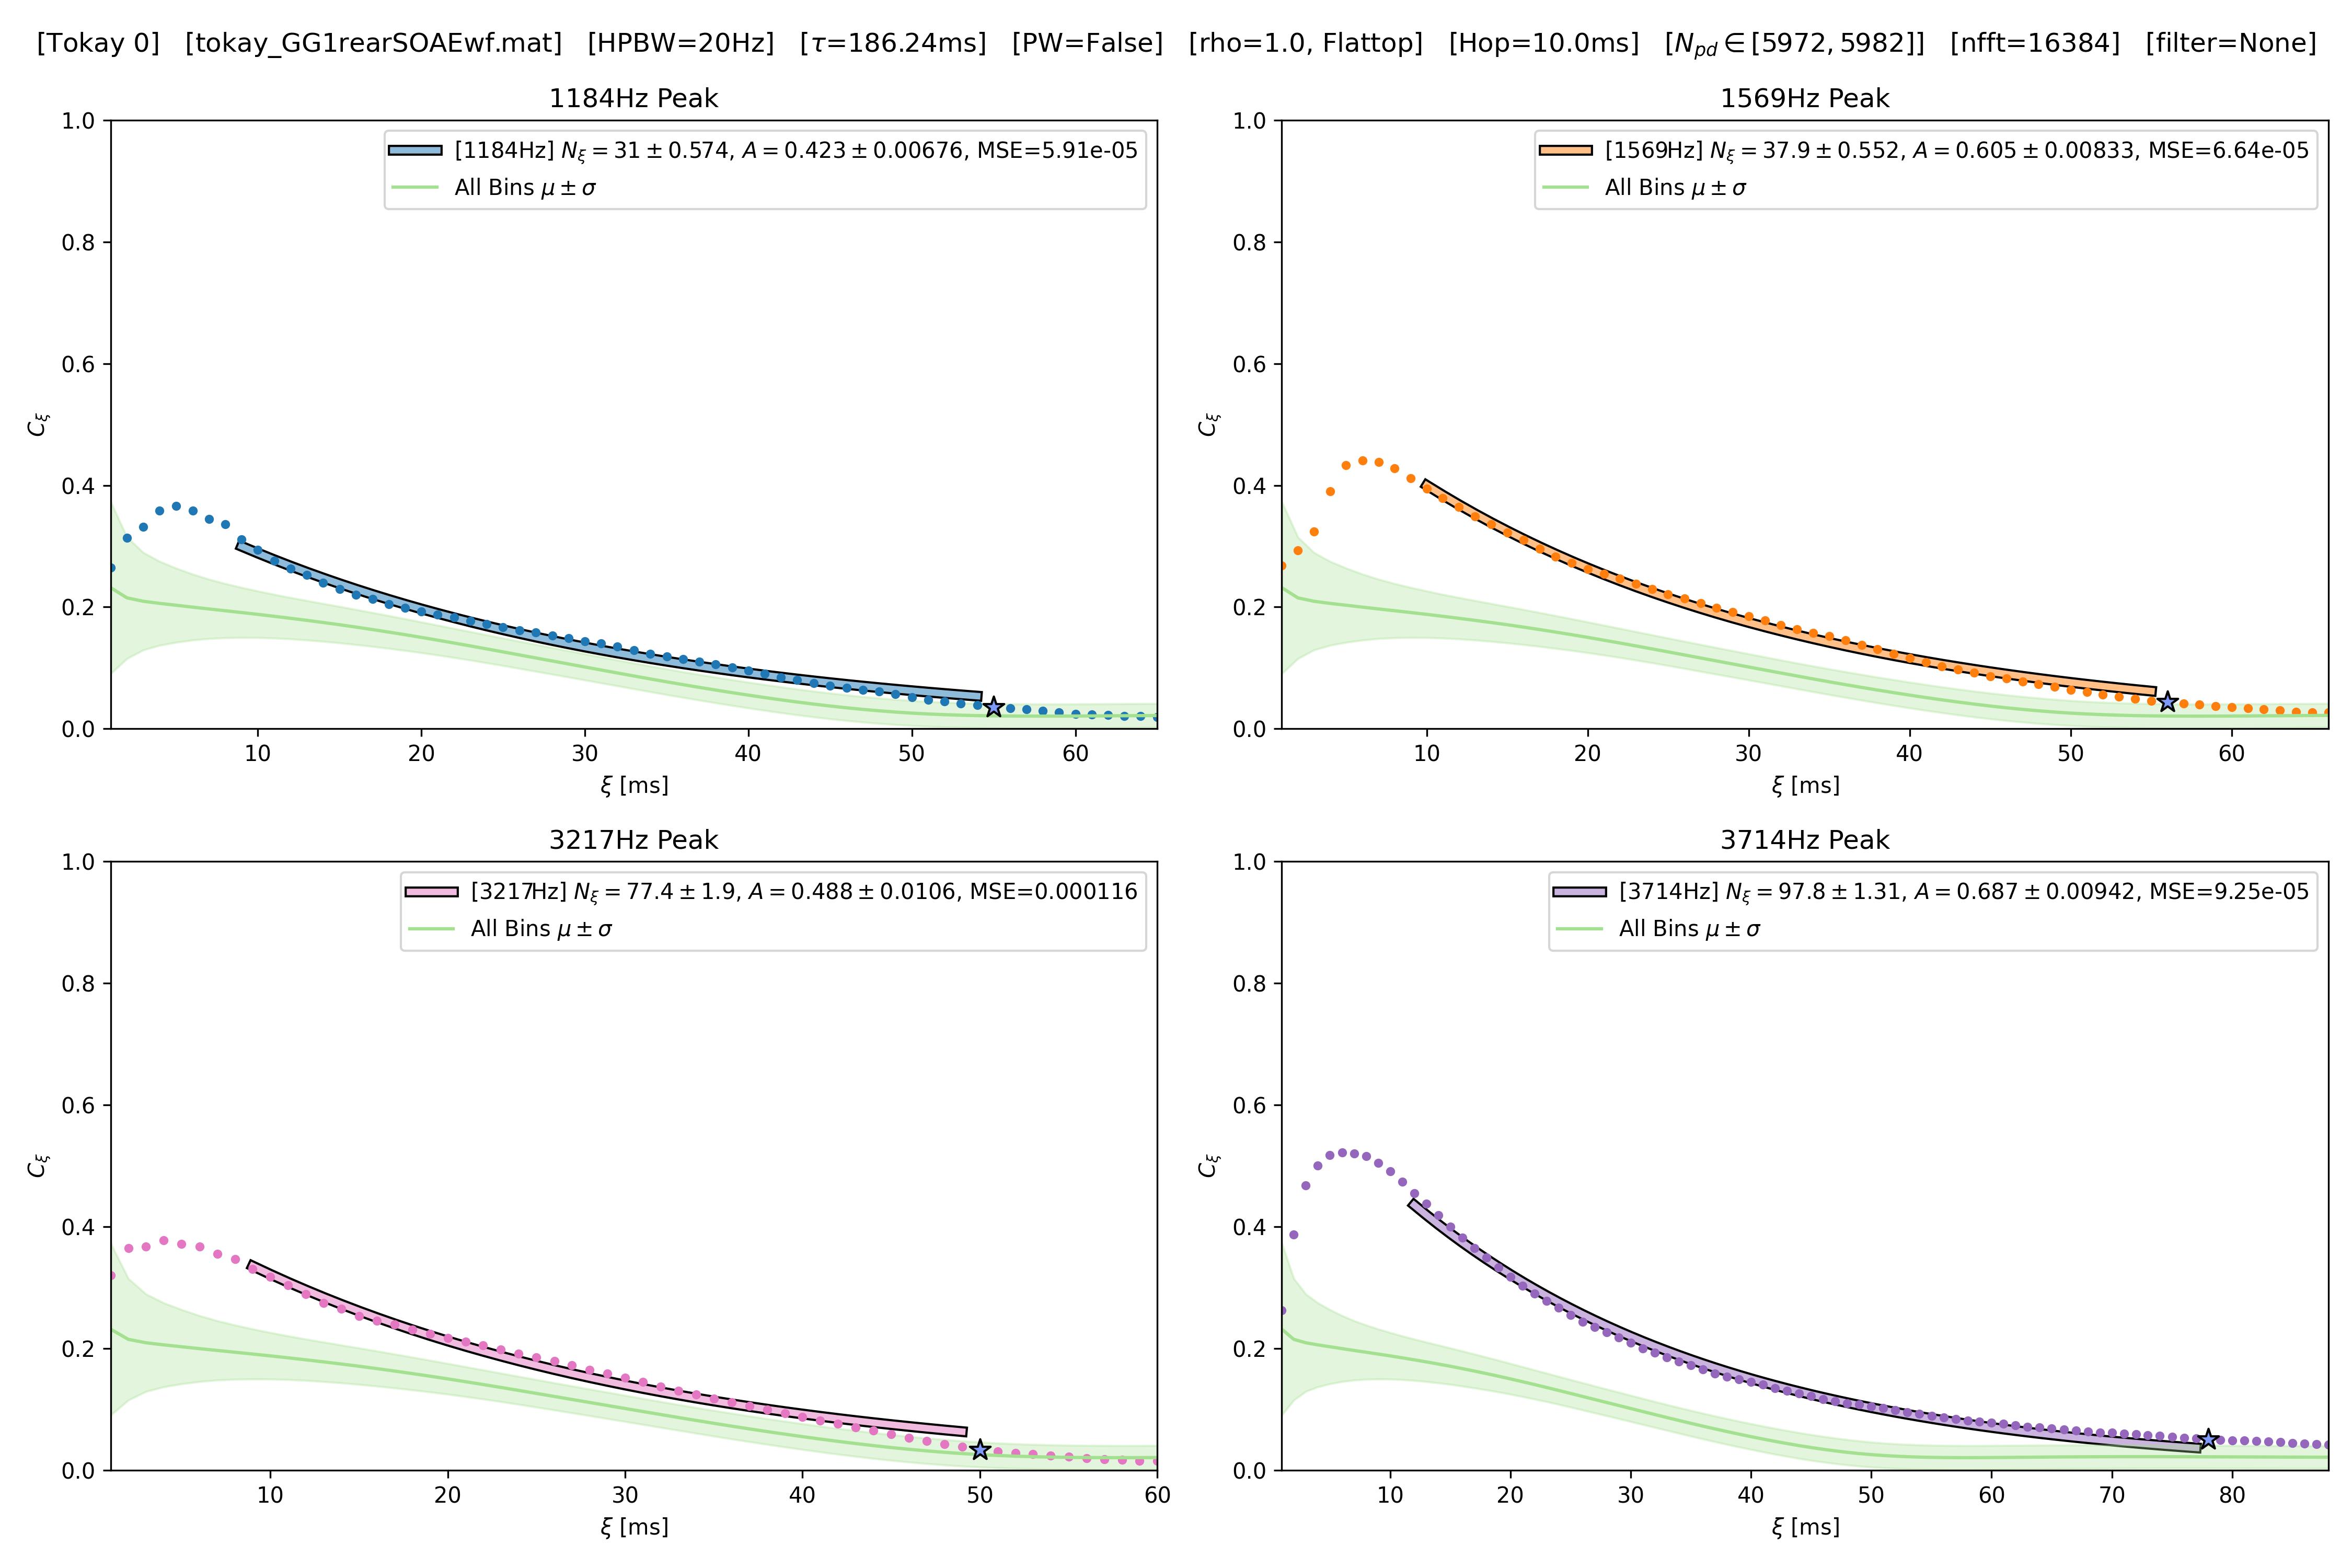 [Tokay 0] [tokay_GG1rearSOAEwf.mat] [HPBW=20Hz] [τ=186.24ms] [PW=False] [rho=1.0, Flattop] [Hop=10.0ms] [N_pd ∈ [5972, 5982]] [nfft=16384] [filter=None]
1184Hz Peak
[1184Hz] N_ξ = 31 ± 0.574, A = 0.423 ± 0.00676, MSE=5.91e-05
All Bins μ ± σ
1.0
0.8
0.6
0.4
0.2
0.0
C_ξ
10 20 30 40 50 60
ξ [ms]
1569Hz Peak
[1569Hz] N_ξ = 37.9 ± 0.552, A = 0.605 ± 0.00833, MSE=6.64e-05
All Bins μ ± σ
1.0
0.8
0.6
0.4
0.2
0.0
C_ξ
10 20 30 40 50 60
ξ [ms]
3217Hz Peak
[3217Hz] N_ξ = 77.4 ± 1.9, A = 0.488 ± 0.0106, MSE=0.000116
All Bins μ ± σ
1.0
0.8
0.6
0.4
0.2
0.0
C_ξ
10 20 30 40 50 60
ξ [ms]
3714Hz Peak
[3714Hz] N_ξ = 97.8 ± 1.31, A = 0.687 ± 0.00942, MSE=9.25e-05
All Bins μ ± σ
1.0
0.8
0.6
0.4
0.2
0.0
C_ξ
10 20 30 40 50 60 70 80
ξ [ms]